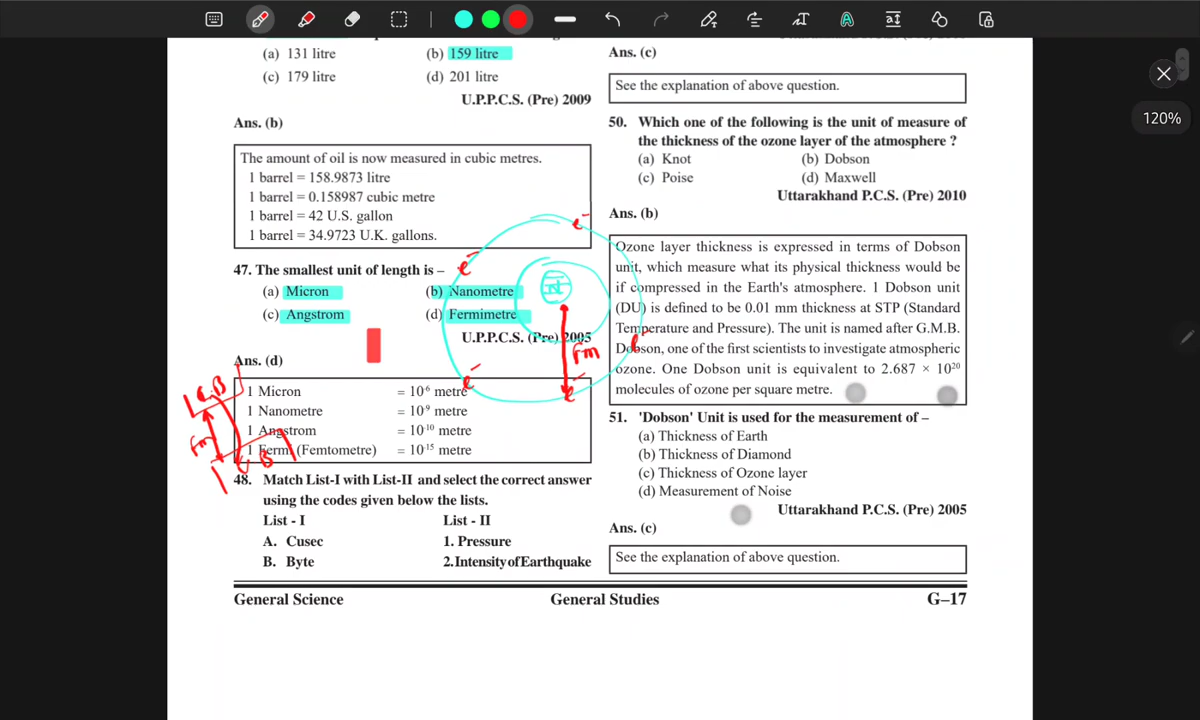 120%
(a) 131 litre (b) 159 litre
(c) 179 litre (d) 201 litre
U.P.P.C.S. (Pre) 2009
Ans. (b)
The amount of oil is now measured in cubic metres.
1 barrel = 158.9873 litre
1 barrel = 0.158987 cubic metre
1 barrel = 42 U.S. gallon
1 barrel = 34.9723 U.K. gallons.
47. The smallest unit of length is –
(a) Micron (b) Nanometre
(c) Angstrom (d) Fermimetre
U.P.P.C.S. (Pre) 2005
Ans. (d)
1 Micron = 10⁶ metre
1 Nanometre = 10⁹ metre
1 Angstrom = 10⁻¹⁰ metre
1 Fermi (Femtometre) = 10⁻¹⁵ metre
e⁻
e⁻
e⁻
e⁻
e⁻
Fm
Fm
48. Match List-I with List-II and select the correct answer
using the codes given below the lists.
List - I List - II
A. Cusec 1. Pressure
B. Byte 2. Intensity of Earthquake
Ans. (c)
See the explanation of above question.
50. Which one of the following is the unit of measure of
the thickness of the ozone layer of the atmosphere ?
(a) Knot (b) Dobson
(c) Poise (d) Maxwell
Uttarakhand P.C.S. (Pre) 2010
Ans. (b)
Ozone layer thickness is expressed in terms of Dobson
unit, which measure what its physical thickness would be
if compressed in the Earth's atmosphere. 1 Dobson unit
(DU) is defined to be 0.01 mm thickness at STP (Standard
Temperature and Pressure). The unit is named after G.M.B.
Dobson, one of the first scientists to investigate atmospheric
ozone. One Dobson unit is equivalent to 2.687 × 10²⁰
molecules of ozone per square metre.
51. 'Dobson' Unit is used for the measurement of –
(a) Thickness of Earth
(b) Thickness of Diamond
(c) Thickness of Ozone layer
(d) Measurement of Noise
Uttarakhand P.C.S. (Pre) 2005
Ans. (c)
See the explanation of above question.
General Science General Studies G–17